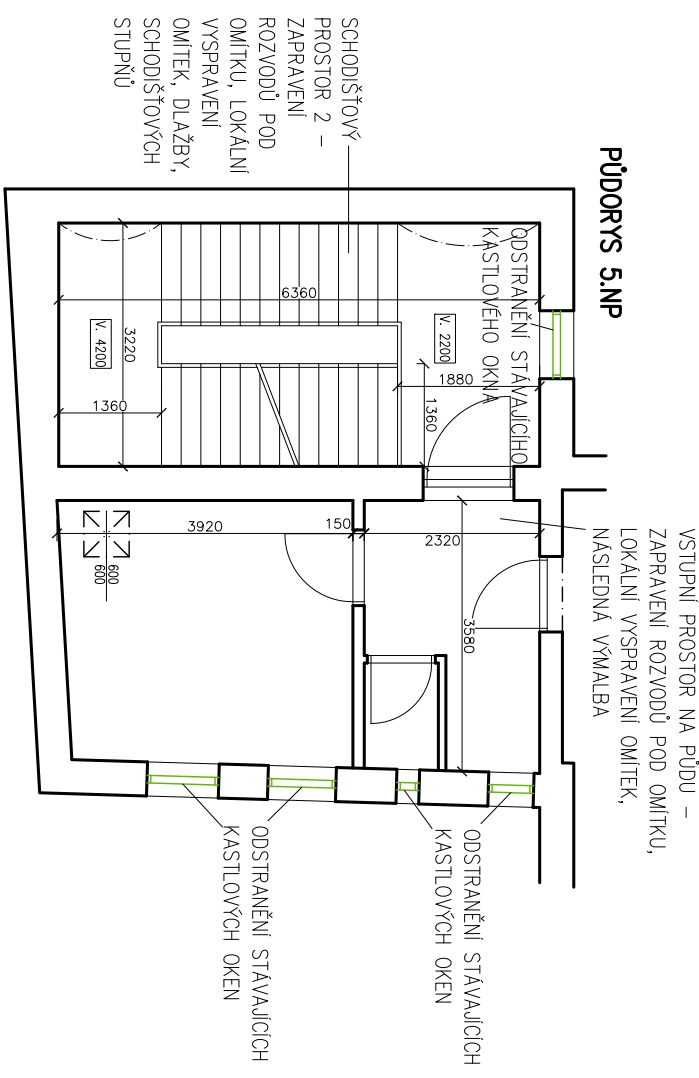 PŮDORYS 5.NP
VSTUPNÍ PROSTOR NA PŮDU –
ZAPRAVENÍ ROZVODŮ POD OMÍTKU,
LOKÁLNÍ VYSPRAVENÍ OMÍTEK,
NÁSLEDNÁ VÝMALBA
ODSTRANĚNÍ STÁVAJÍCÍHO
KASTLOVÉHO OKNA
SCHODIŠŤOVÝ
PROSTOR 2 –
ZAPRAVENÍ
ROZVODŮ POD
OMÍTKU, LOKÁLNÍ
VYSPRAVENÍ
OMÍTEK, DLAŽBY,
SCHODIŠŤOVÝCH
STUPŇŮ
6360
V. 2200
1880
1360
3220
V. 4200
1360
2320
150
3920
3580
600
600
ODSTRANĚNÍ STÁVAJÍCÍCH
KASTLOVÝCH OKEN
ODSTRANĚNÍ STÁVAJÍCÍCH
KASTLOVÝCH OKEN